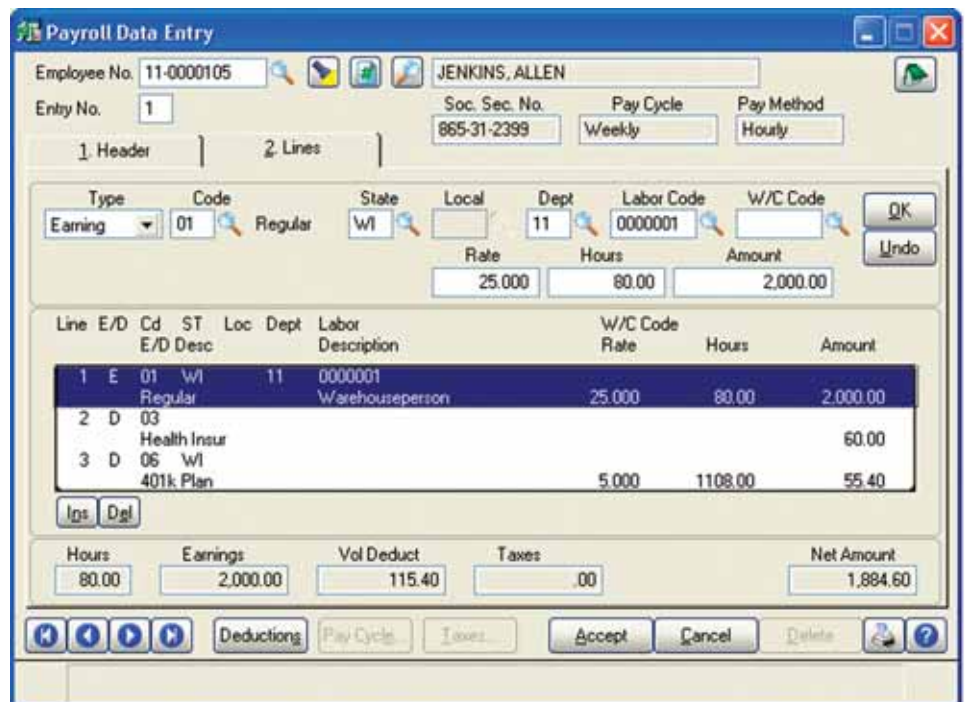 Payroll Data Entry
Employee No. 11-0000105 JENKINS, ALLEN
Entry No. 1 Soc. Sec. No. Pay Cycle Pay Method
865-31-2399 Weekly Hourly
1. Header 2. Lines
Type Code State Local Dept Labor Code W/C Code
Earning 01 Regular WI 11 0000001 OK
Undo
Rate Hours Amount
25.000 80.00 2,000.00
Line E/D Cd ST Loc Dept Labor W/C Code
E/D Desc Description Rate Hours Amount
1 E 01 WI 11 0000001
Regular Warehouseperson 25.000 80.00 2,000.00
2 D 03
Health Insur 60.00
3 D 06 WI
401k Plan 5.000 1108.00 55.40
Ins Del
Hours Earnings Vol Deduct Taxes Net Amount
80.00 2,000.00 115.40 .00 1,884.60
Deductions Pay Cycle... Taxes... Accept Cancel Delete